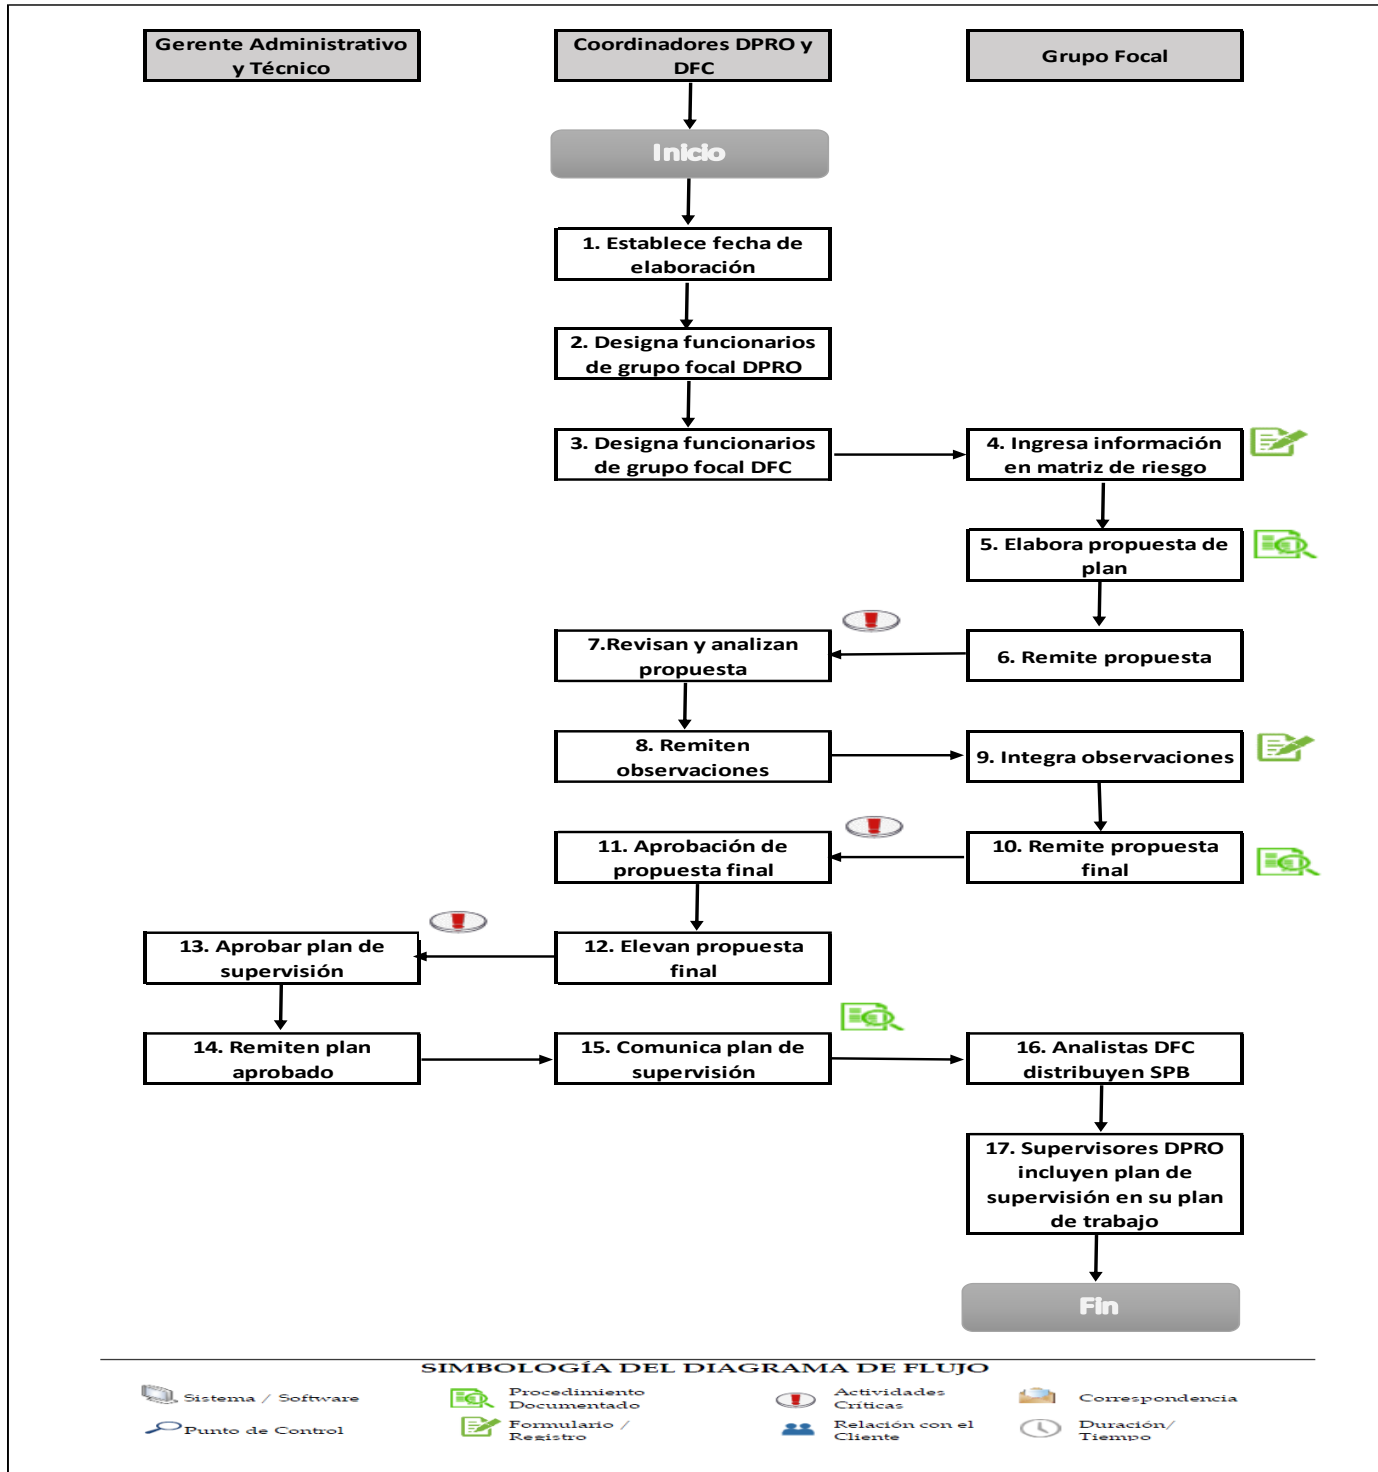 Gerente Administrativo
y Técnico
Coordinadores DPRO y
DFC
Grupo Focal
Inicio
1. Establece fecha de
elaboración
2. Designa funcionarios
de grupo focal DPRO
3. Designa funcionarios
de grupo focal DFC
4. Ingresa información
en matriz de riesgo
5. Elabora propuesta de
plan
6. Remite propuesta
7.Revisan y analizan
propuesta
8. Remiten
observaciones
9. Integra observaciones
10. Remite propuesta
final
11. Aprobación de
propuesta final
12. Elevan propuesta
final
13. Aprobar plan de
supervisión
14. Remiten plan
aprobado
15. Comunica plan de
supervisión
16. Analistas DFC
distribuyen SPB
17. Supervisores DPRO
incluyen plan de
supervisión en su plan
de trabajo
Fin
SIMBOLOGÍA DEL DIAGRAMA DE FLUJO
Sistema / Software
Procedimiento
Documentado
Actividades
Críticas
Correspondencia
Punto de Control
Formulario /
Registro
Relación con el
Cliente
Duración/
Tiempo